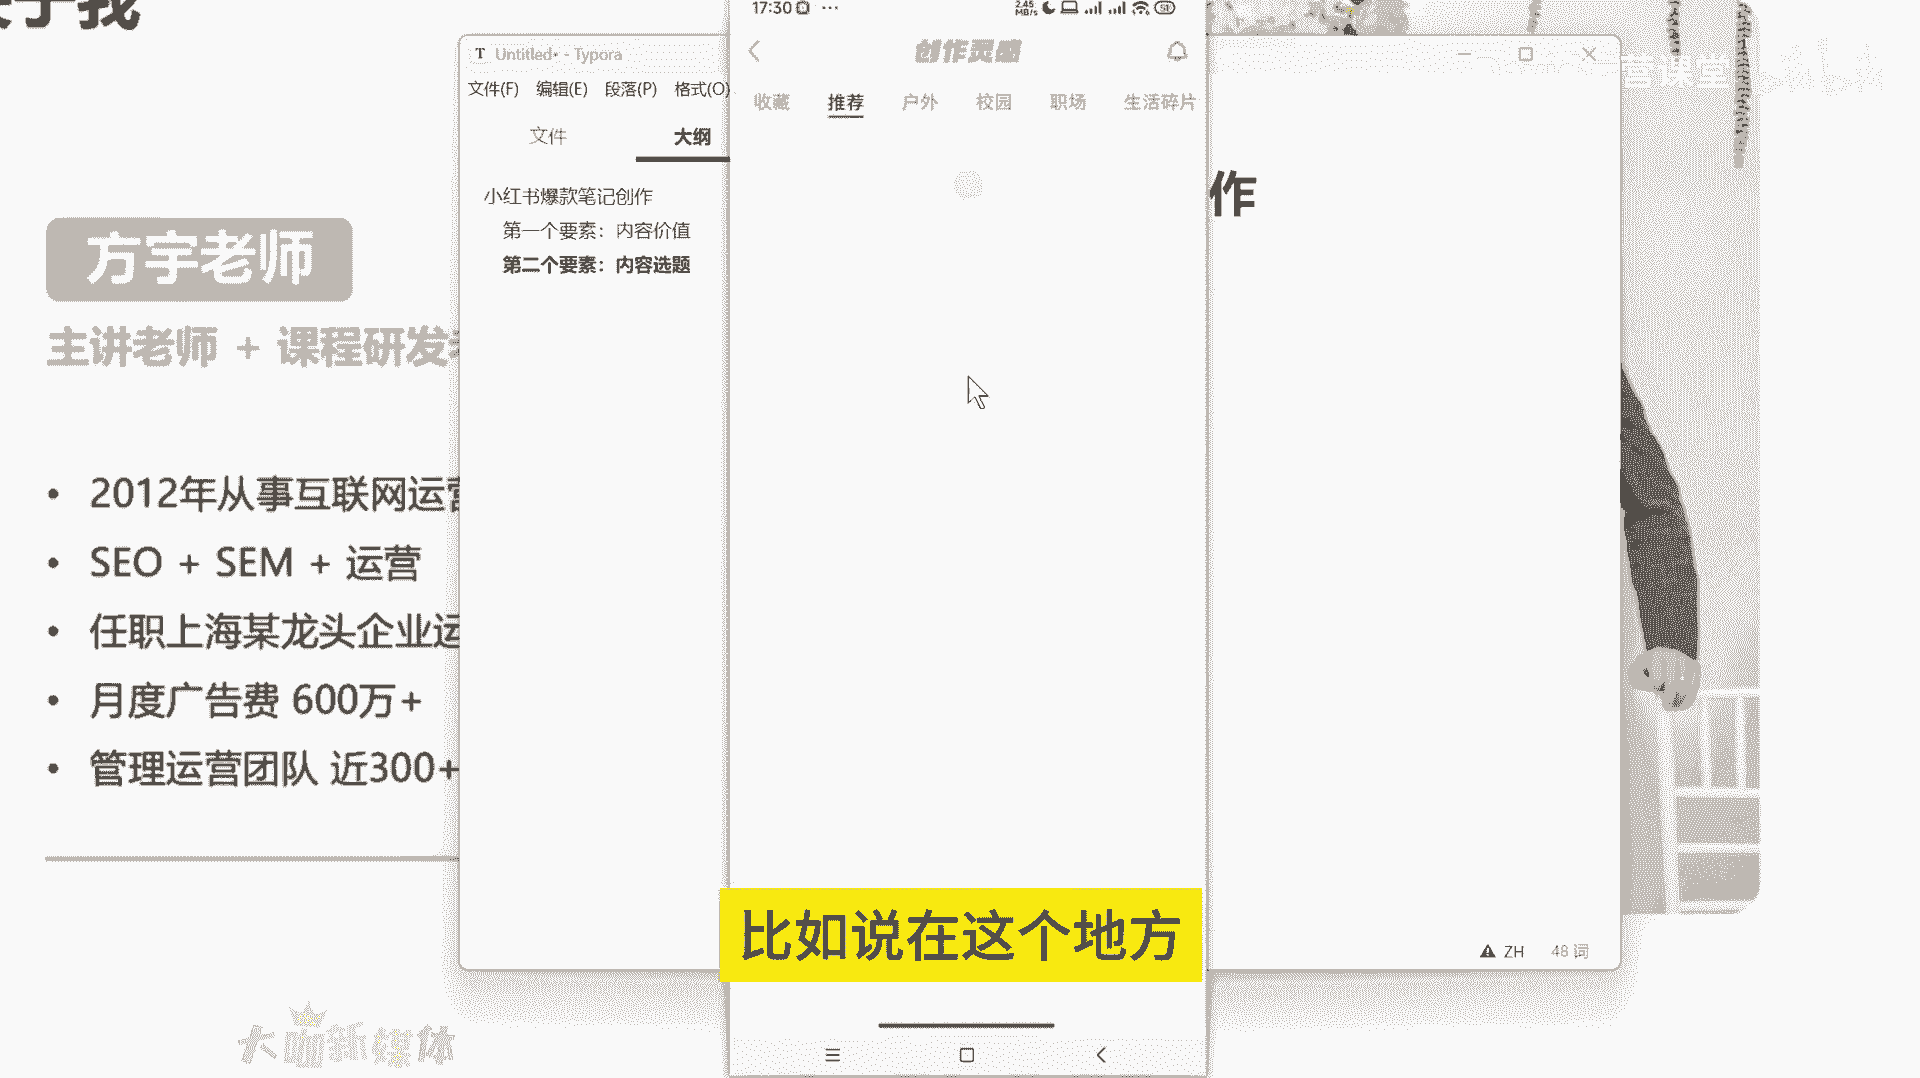 于我
方宇老师
主讲老师 + 课程研发
• 2012年从事互联网运营
• SEO + SEM + 运营
• 任职上海某龙头企业运
• 月度广告费 600万+
• 管理运营团队 近300+
大咖新媒体
T Untitled• - Typora
文件(F) 编辑(E) 段落(P) 格式(O)
文件 大纲
小红书爆款笔记创作
第一个要素：内容价值
第二个要素：内容选题
17:30 ···
2.45 MB/s 51
创作灵感
收藏 推荐 户外 校园 职场 生活碎片
作
营课堂
比如说在这个地方
ZH 48 词